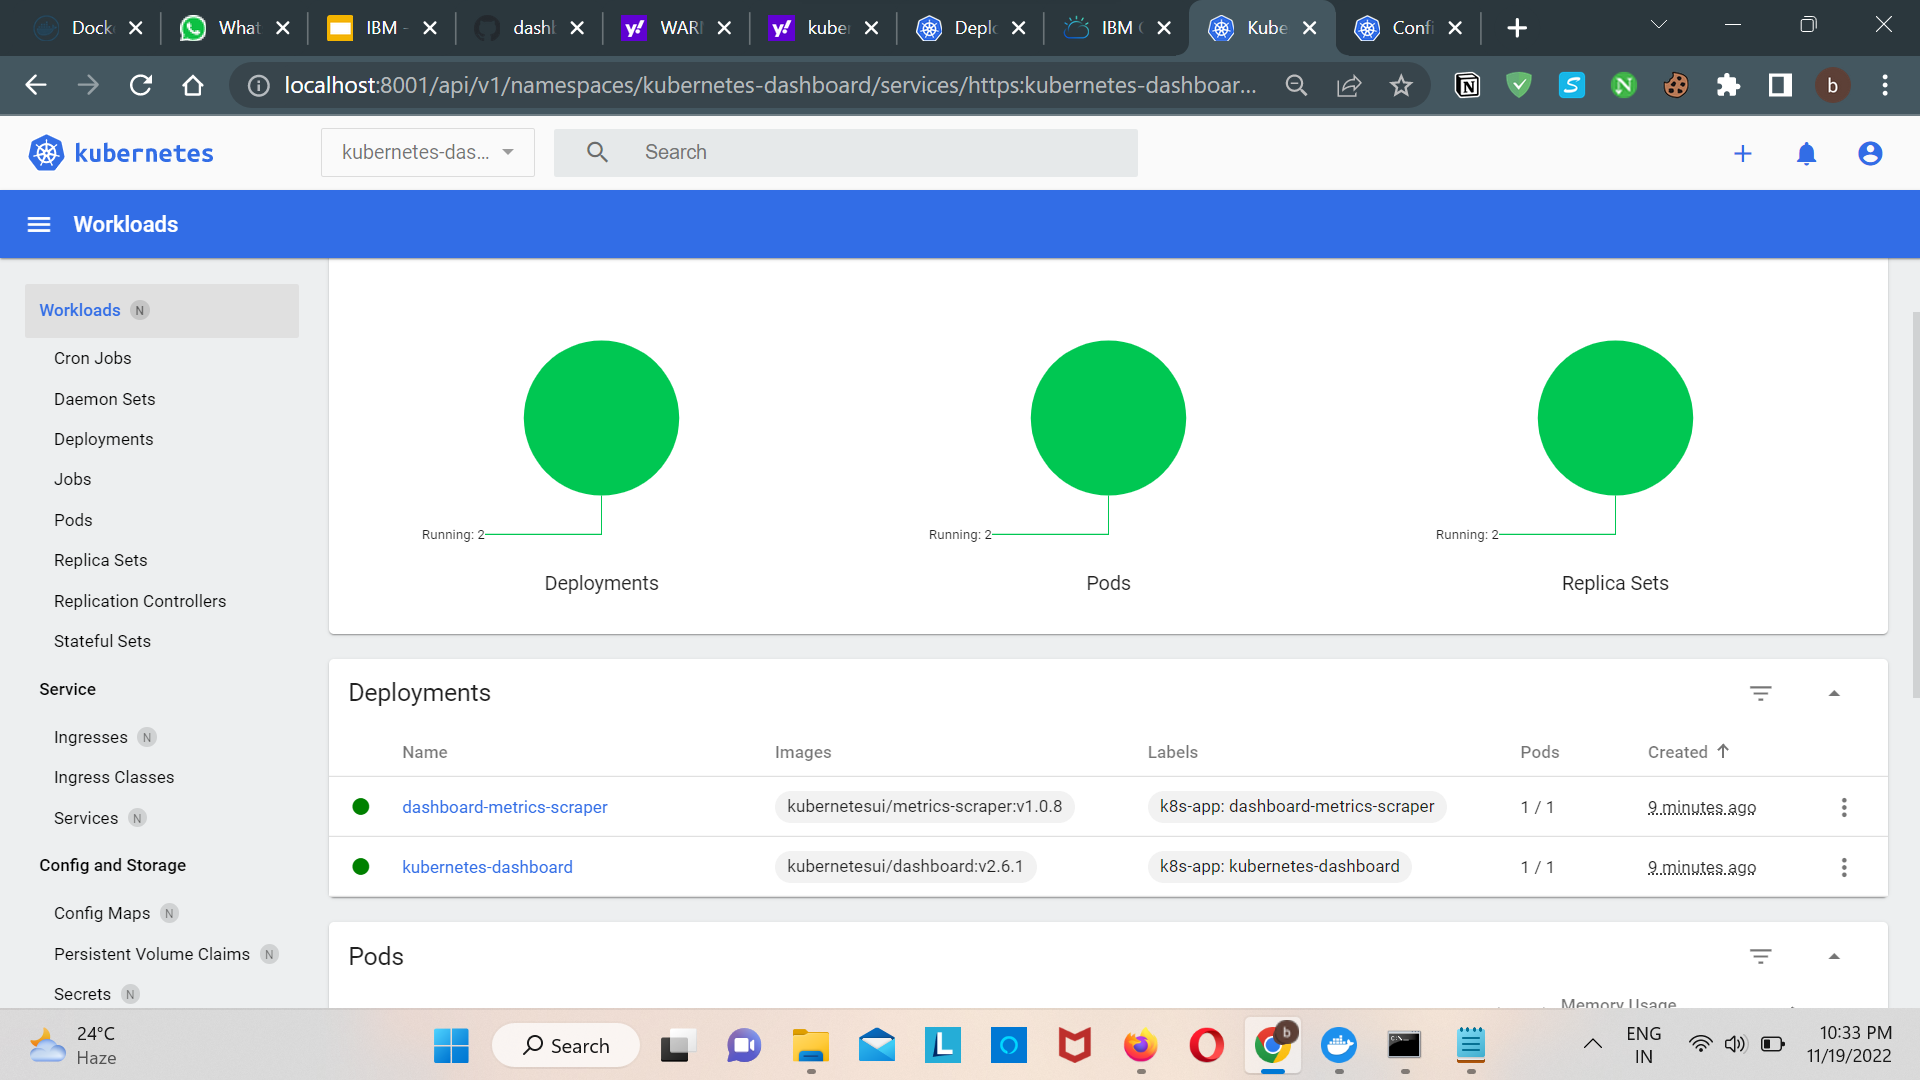 Dock
What
IBM -
dashb
WARN
kuber
Deplo
IBM C
Kube
Confi
localhost:8001/api/v1/namespaces/kubernetes-dashboard/services/https:kubernetes-dashboar...
b
kubernetes
kubernetes-das...
Search
Workloads
Workloads N
Cron Jobs
Daemon Sets
Deployments
Jobs
Pods
Replica Sets
Replication Controllers
Stateful Sets
Service
Ingresses N
Ingress Classes
Services N
Config and Storage
Config Maps N
Persistent Volume Claims N
Secrets N
Running: 2
Deployments
Running: 2
Pods
Running: 2
Replica Sets
Deployments
Name Images Labels Pods Created
dashboard-metrics-scraper kubernetesui/metrics-scraper:v1.0.8 k8s-app: dashboard-metrics-scraper 1 / 1 9 minutes ago
kubernetes-dashboard kubernetesui/dashboard:v2.6.1 k8s-app: kubernetes-dashboard 1 / 1 9 minutes ago
Pods
Memory Usage
24°C
Haze
Search
ENG
IN
10:33 PM
11/19/2022